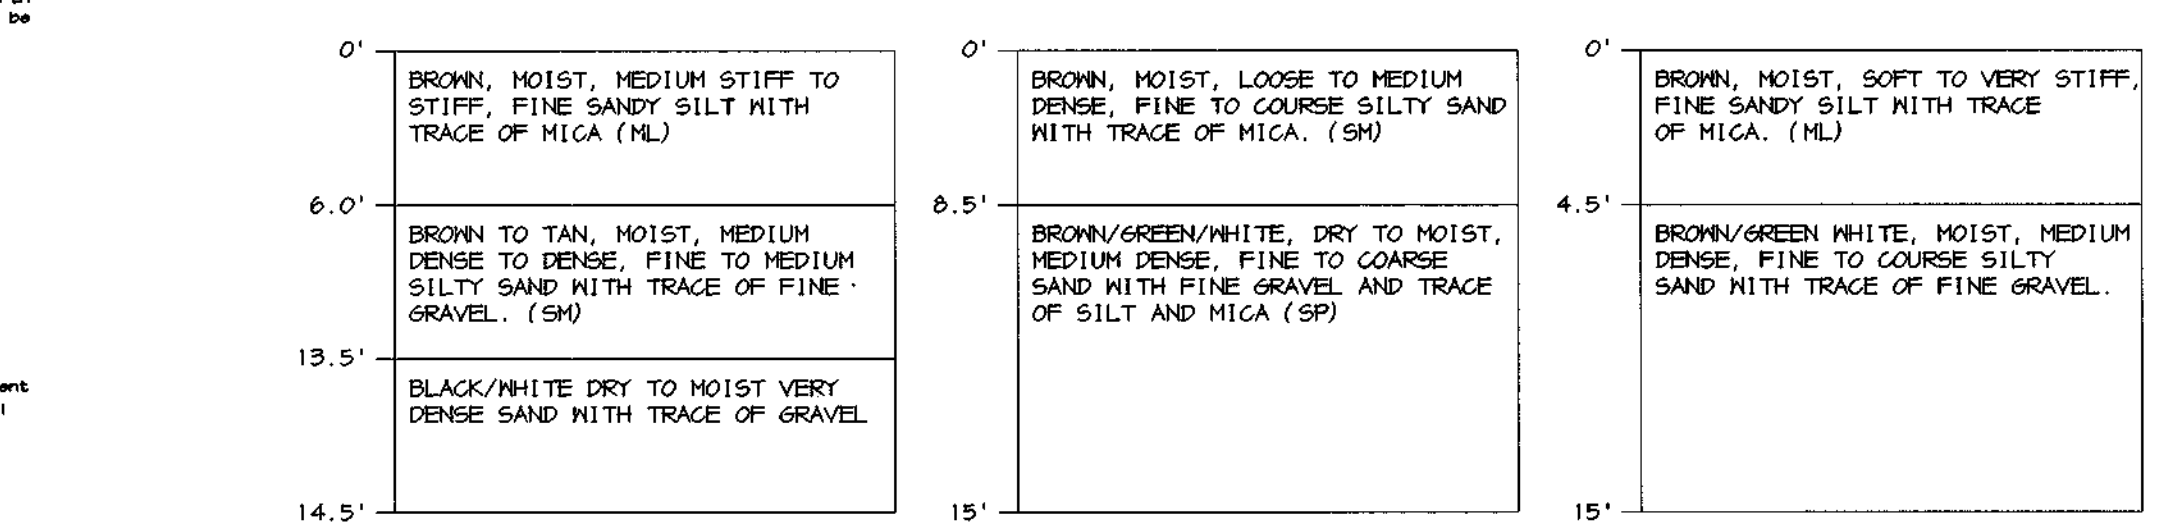 be
0'
BROWN, MOIST, MEDIUM STIFF TO
STIFF, FINE SANDY SILT WITH
TRACE OF MICA (ML)
6.0'
BROWN TO TAN, MOIST, MEDIUM
DENSE TO DENSE, FINE TO MEDIUM
SILTY SAND WITH TRACE OF FINE
GRAVEL. (SM)
13.5'
BLACK/WHITE DRY TO MOIST VERY
DENSE SAND WITH TRACE OF GRAVEL
14.5'
0'
BROWN, MOIST, LOOSE TO MEDIUM
DENSE, FINE TO COURSE SILTY SAND
WITH TRACE OF MICA. (SM)
8.5'
BROWN/GREEN/WHITE, DRY TO MOIST,
MEDIUM DENSE, FINE TO COARSE
SAND WITH FINE GRAVEL AND TRACE
OF SILT AND MICA (SP)
15'
0'
BROWN, MOIST, SOFT TO VERY STIFF,
FINE SANDY SILT WITH TRACE
OF MICA. (ML)
4.5'
BROWN/GREEN WHITE, MOIST, MEDIUM
DENSE, FINE TO COURSE SILTY
SAND WITH TRACE OF FINE GRAVEL.
15'